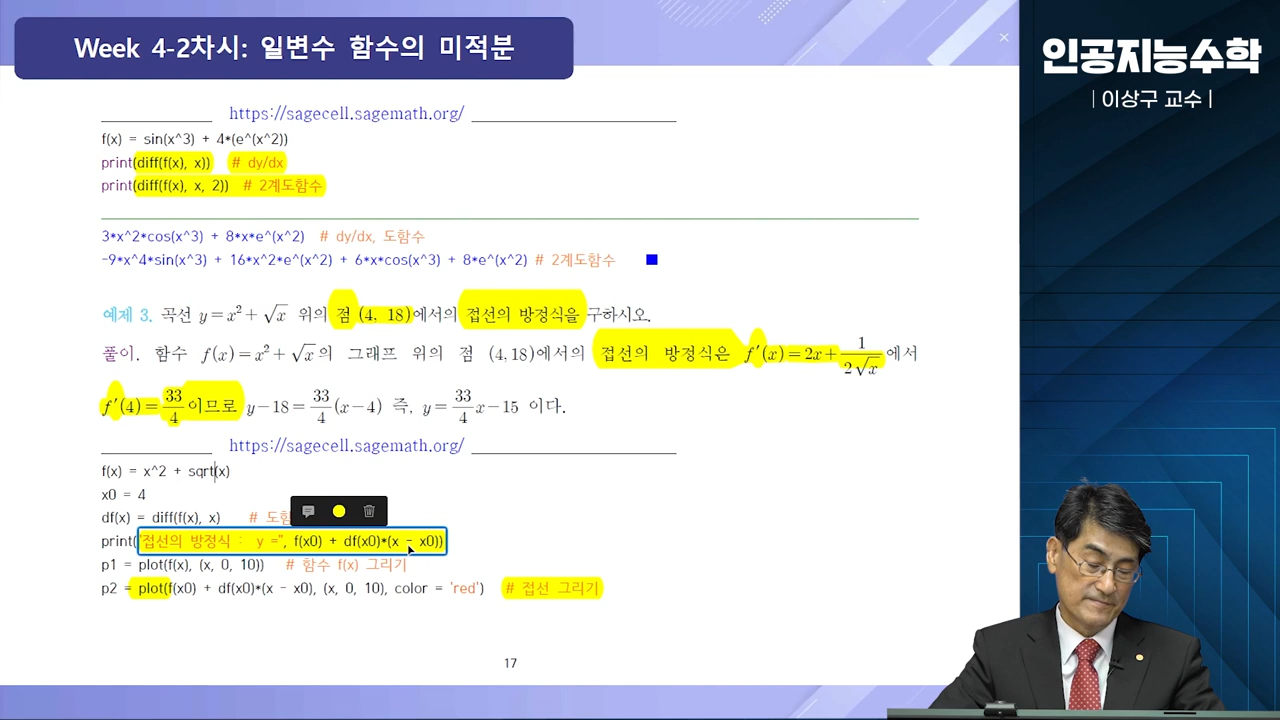 Week 4-2차시: 일변수 함수의 미적분
인공지능수학
| 이상구 교수 |
https://sagecell.sagemath.org/
f(x) = sin(x^3) + 4*(e^(x^2))
print(diff(f(x), x)) # dy/dx
print(diff(f(x), x, 2)) # 2계도함수
3*x^2*cos(x^3) + 8*x*e^(x^2) # dy/dx, 도함수
-9*x^4*sin(x^3) + 16*x^2*e^(x^2) + 6*x*cos(x^3) + 8*e^(x^2) # 2계도함수 ■
예제 3. 곡선 y = x² + √x 위의 점 (4, 18)에서의 접선의 방정식을 구하시오.
풀이. 함수 f(x) = x² + √x의 그래프 위의 점 (4,18)에서의 접선의 방정식은 f′(x) = 2x + 1/(2√x) 에서
f′(4) = 33/4 이므로 y − 18 = 33/4 (x − 4) 즉, y = 33/4 x − 15 이다.
https://sagecell.sagemath.org/
f(x) = x^2 + sqrt(x)
x0 = 4
df(x) = diff(f(x), x) # 도함
print("접선의 방정식 : y =", f(x0) + df(x0)*(x - x0))
p1 = plot(f(x), (x, 0, 10)) # 함수 f(x) 그리기
p2 = plot(f(x0) + df(x0)*(x - x0), (x, 0, 10), color = 'red') # 접선 그리기
17